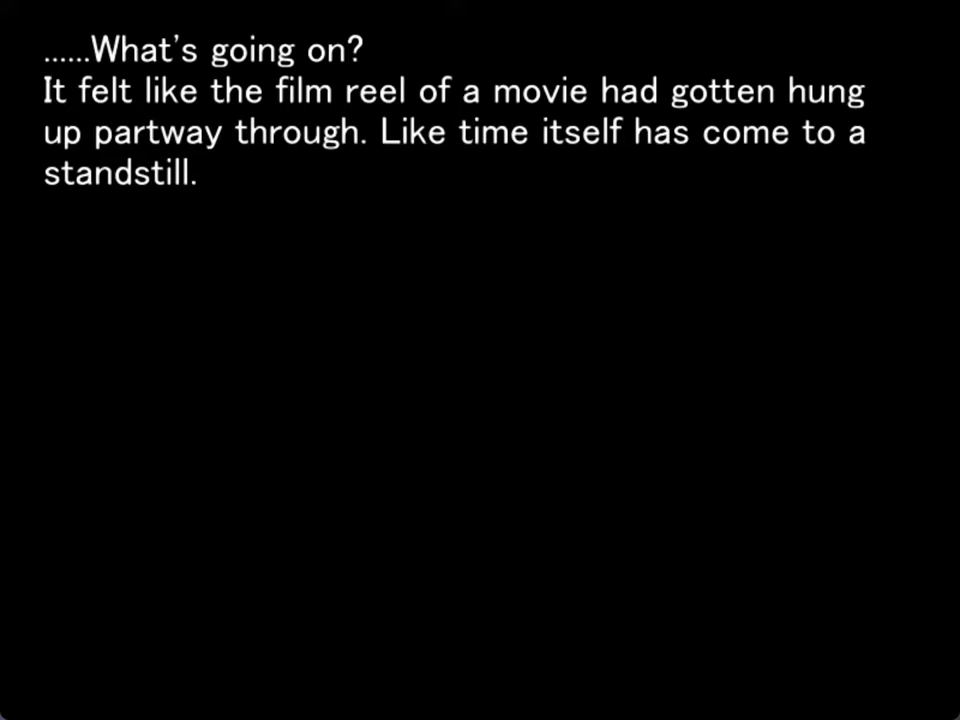 ......What's going on?
It felt like the film reel of a movie had gotten hung
up partway through. Like time itself has come to a
standstill.